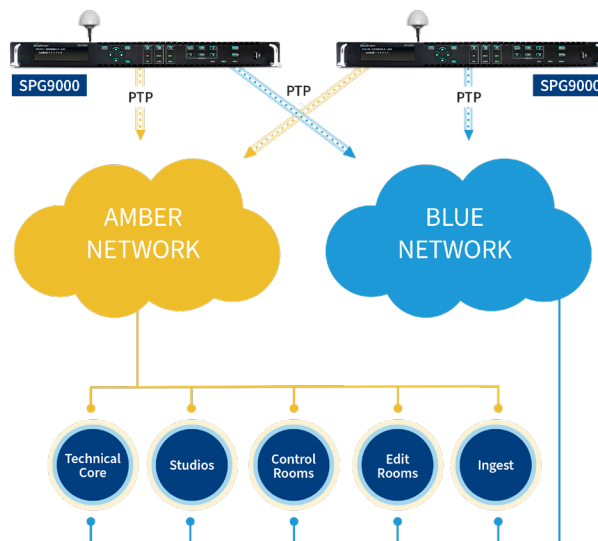 SPG9000
PTP
PTP
PTP
SPG9000
AMBER
NETWORK
BLUE
NETWORK
Technical
Core
Studios
Control
Rooms
Edit
Rooms
Ingest